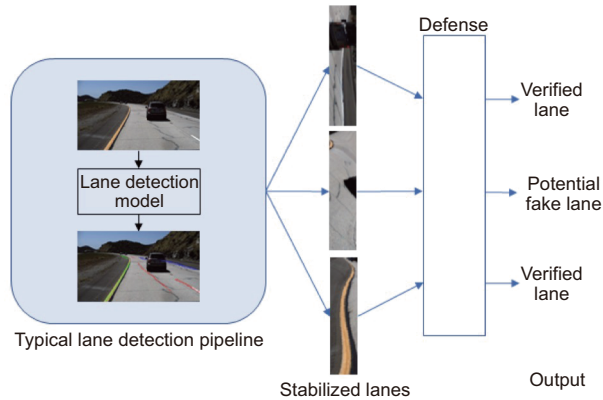 Defense
Lane detection
model
Typical lane detection pipeline
Stabilized lanes
Verified
lane
Potential
fake lane
Verified
lane
Output